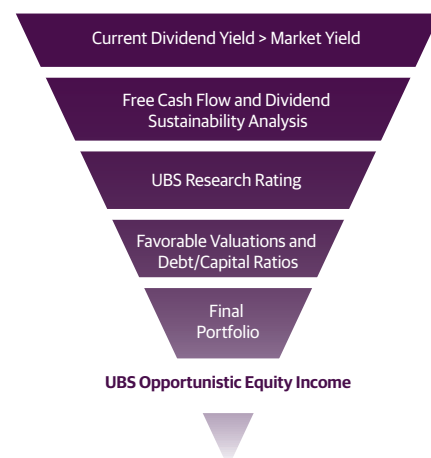 Current Dividend Yield > Market Yield
Free Cash Flow and Dividend
Sustainability Analysis
UBS Research Rating
Favorable Valuations and
Debt/Capital Ratios
Final
Portfolio
UBS Opportunistic Equity Income